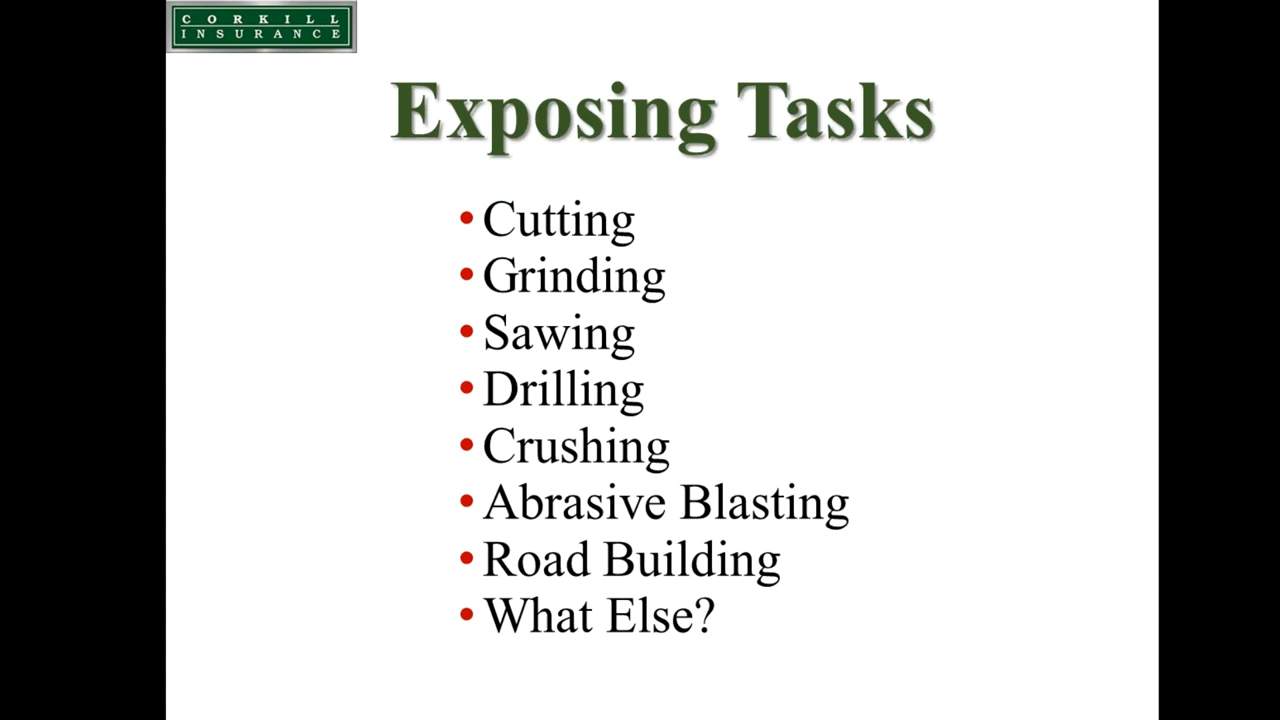 CORKILL
INSURANCE
Exposing Tasks
• Cutting
• Grinding
• Sawing
• Drilling
• Crushing
• Abrasive Blasting
• Road Building
• What Else?